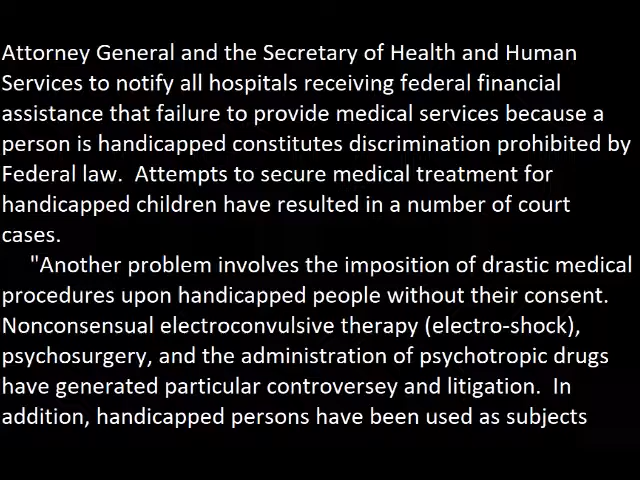 Attorney General and the Secretary of Health and Human
Services to notify all hospitals receiving federal financial
assistance that failure to provide medical services because a
person is handicapped constitutes discrimination prohibited by
Federal law.  Attempts to secure medical treatment for
handicapped children have resulted in a number of court
cases.
"Another problem involves the imposition of drastic medical
procedures upon handicapped people without their consent.
Nonconsensual electroconvulsive therapy (electro-shock),
psychosurgery, and the administration of psychotropic drugs
have generated particular controversey and litigation.  In
addition, handicapped persons have been used as subjects